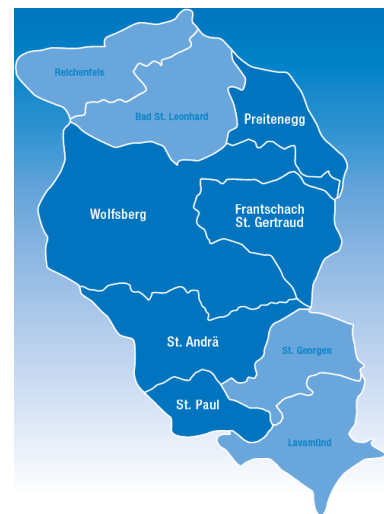 Reichenfels
Bad St. Leonhard
Preitenegg
Wolfsberg
Frantschach
St. Gertraud
St. Andrä
St. Georgen
St. Paul
Lavamünd